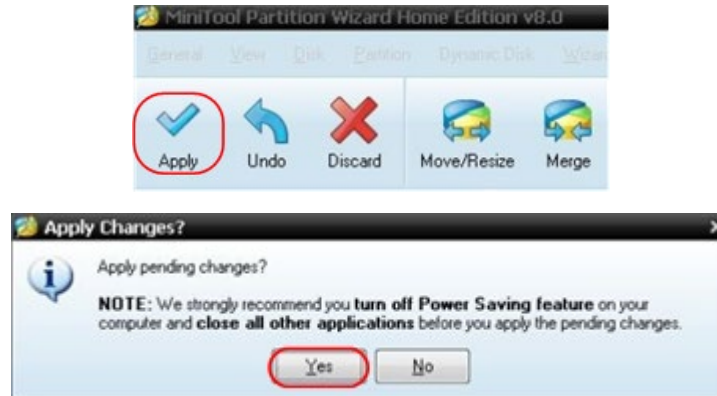 MiniTool Partition Wizard Home Edition v8.0
General View Disk Partition Dynamic Disk
Apply Undo Discard Move/Resize Merge
Apply Changes?
Apply pending changes?
NOTE: We strongly recommend you turn off Power Saving feature on your
computer and close all other applications before you apply the pending changes.
Yes No